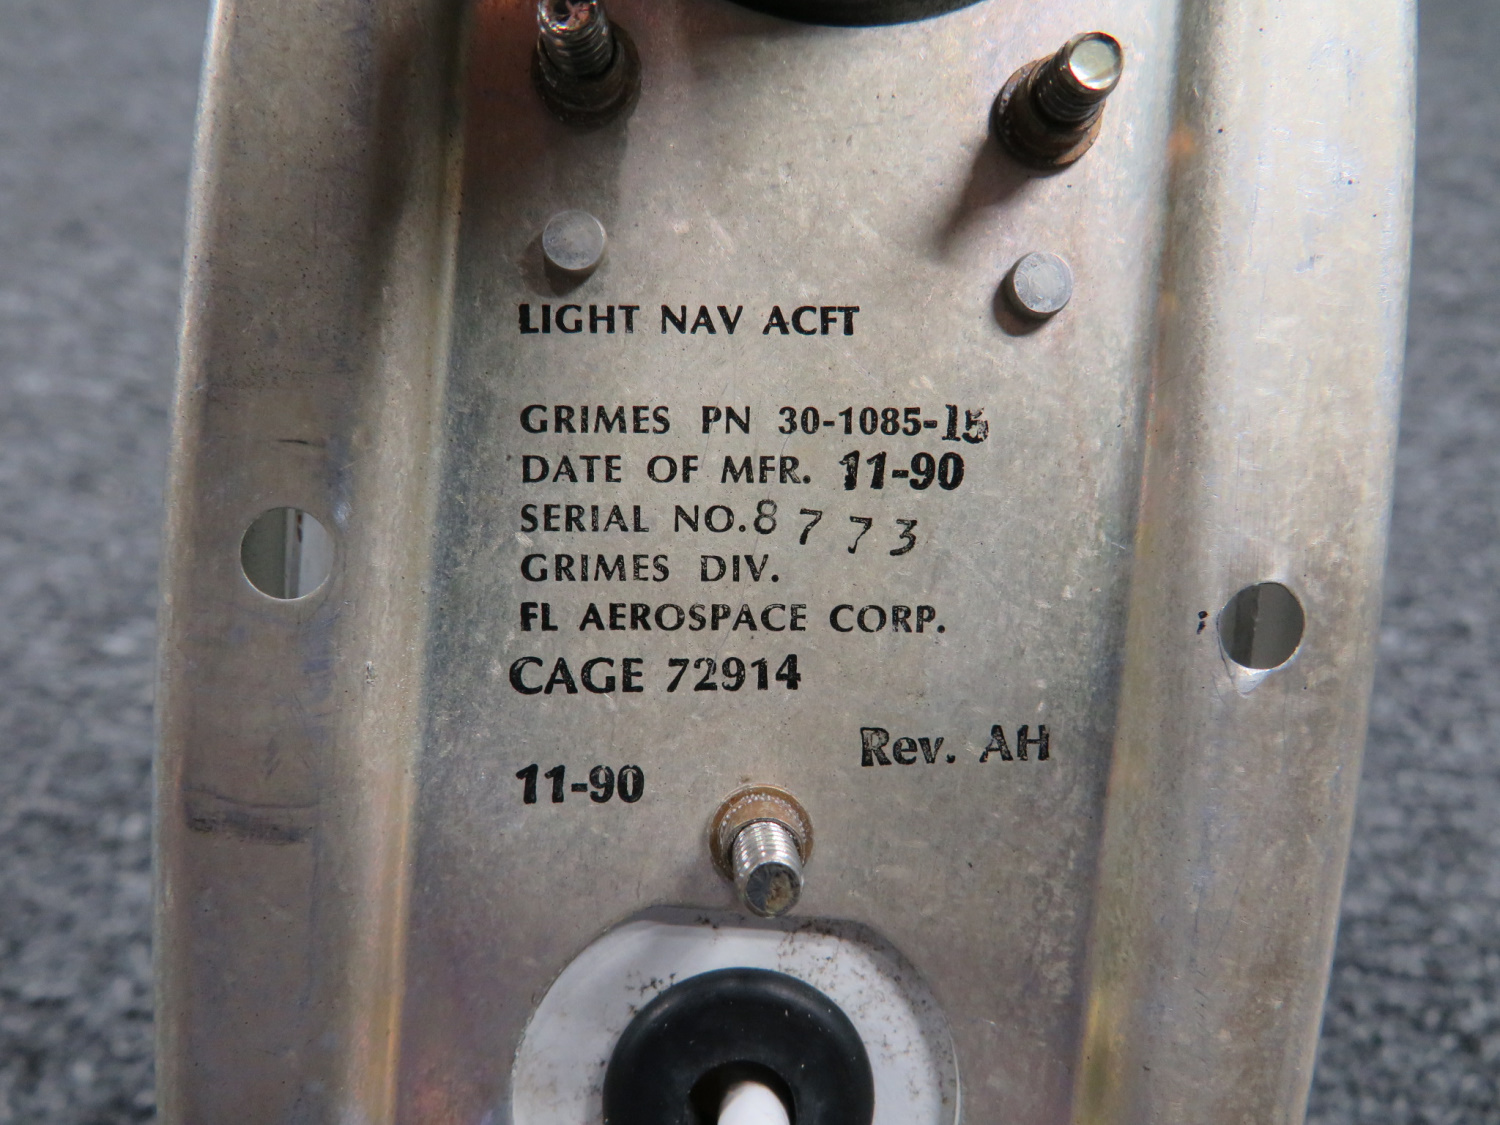 LIGHT NAV ACFT
GRIMES PN 30-1085-15
DATE OF MFR. 11-90
SERIAL NO. 8773
GRIMES DIV.
FL AEROSPACE CORP.
CAGE 72914
Rev. AH
11-90